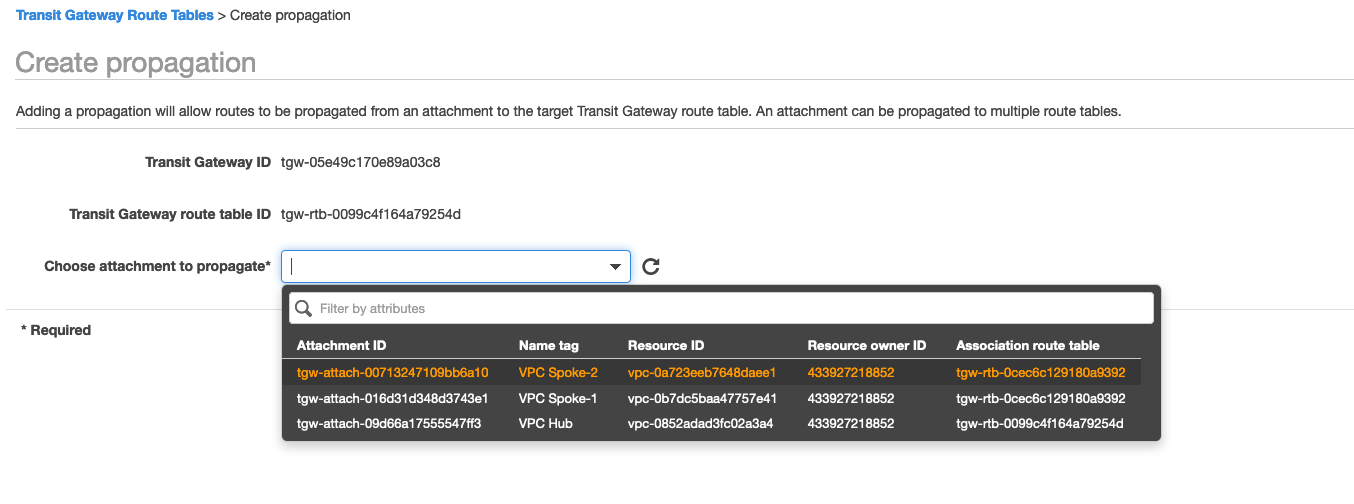 Transit Gateway Route Tables > Create propagation
Create propagation
Adding a propagation will allow routes to be propagated from an attachment to the target Transit Gateway route table. An attachment can be propagated to multiple route tables.
Transit Gateway ID tgw-05e49c170e89a03c8
Transit Gateway route table ID tgw-rtb-0099c4f164a79254d
Choose attachment to propagate*
Filter by attributes
* Required
Attachment ID Name tag Resource ID Resource owner ID Association route table
tgw-attach-00713247109bb6a10 VPC Spoke-2 vpc-0a723eeb7648daee1 433927218852 tgw-rtb-0cec6c129180a9392
tgw-attach-016d31d348d3743e1 VPC Spoke-1 vpc-0b7dc5baa47757e41 433927218852 tgw-rtb-0cec6c129180a9392
tgw-attach-09d66a17555547ff3 VPC Hub vpc-0852adad3fc02a3a4 433927218852 tgw-rtb-0099c4f164a79254d